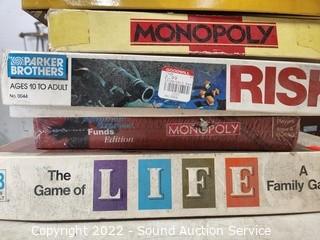 MONOPOLY
PARKER
BROTHERS
AGES 10 TO ADULT
No. 0044
RIS
Funds
Edition
MONOPOLY
The
Game of
LIFE
A
Family Ga
Copyright 2022 - Sound Auction Service